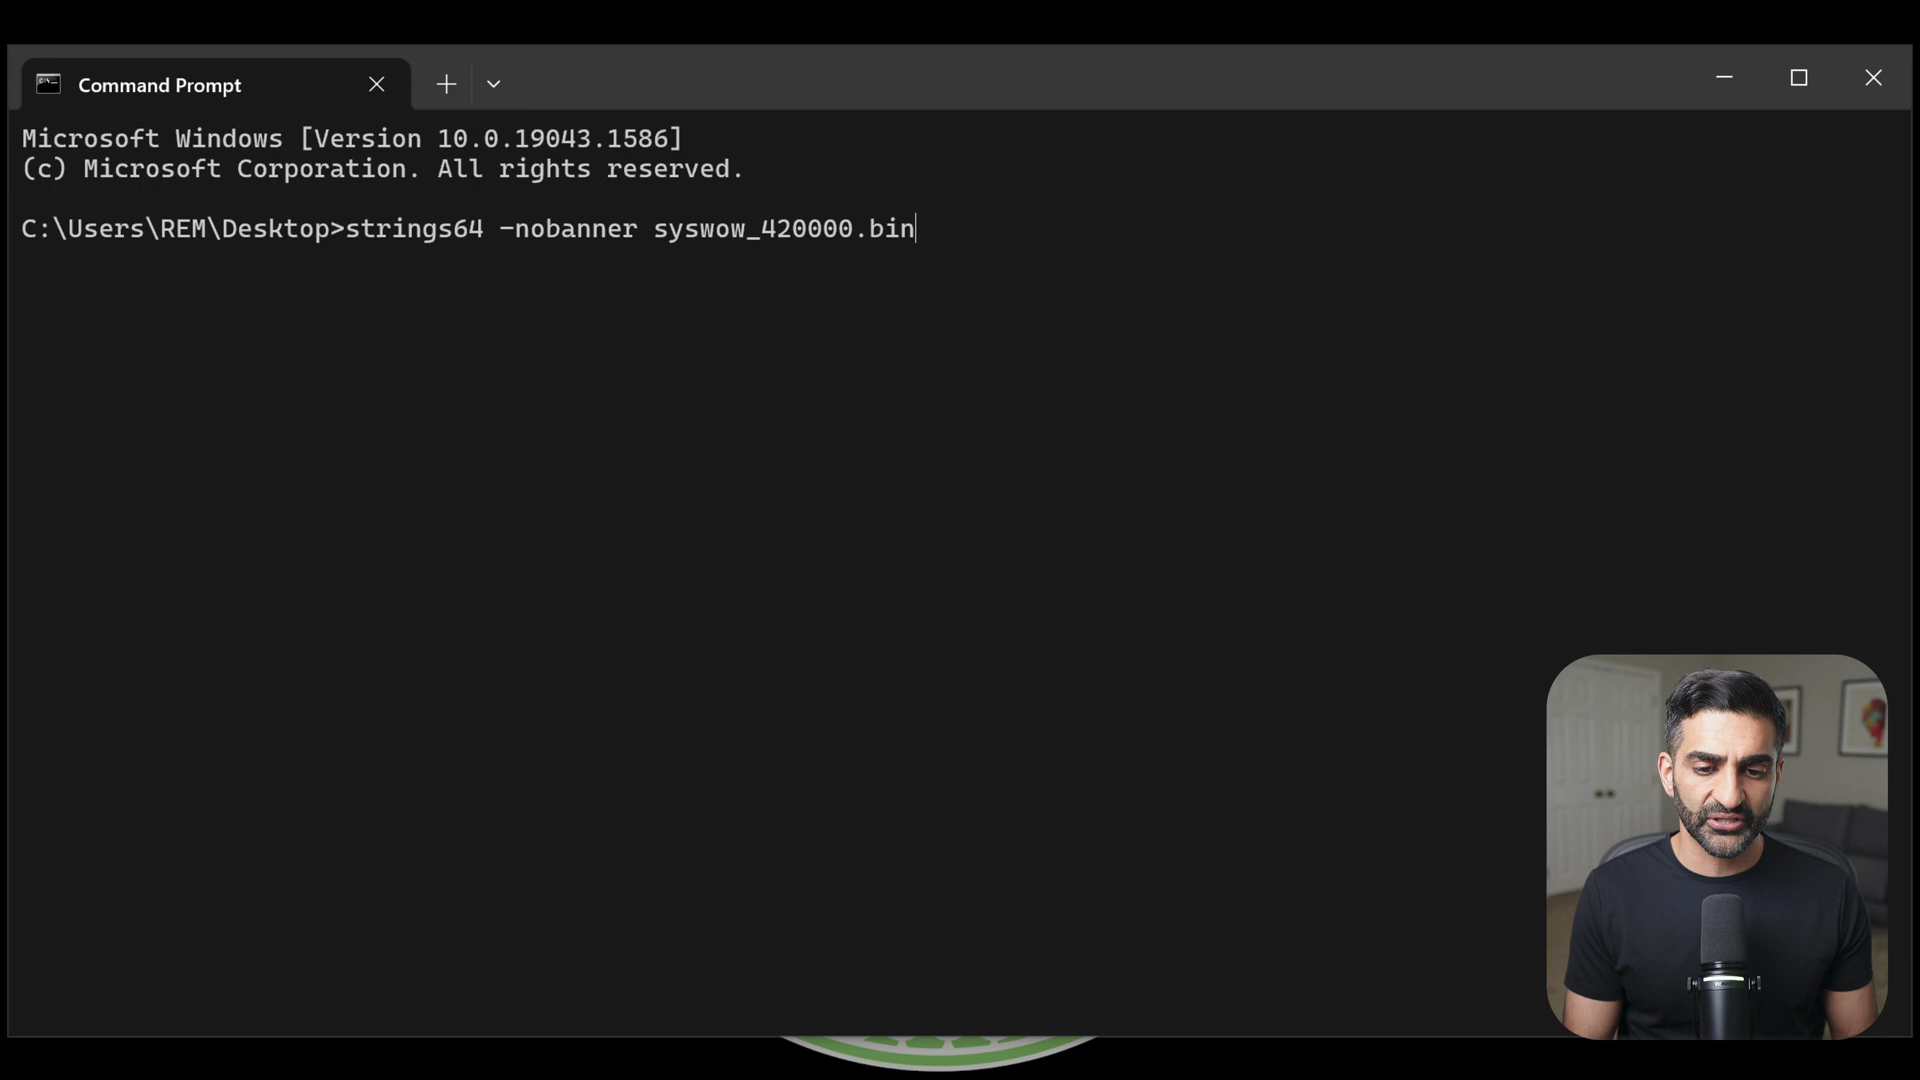 Command Prompt
Microsoft Windows [Version 10.0.19043.1586]
(c) Microsoft Corporation. All rights reserved.
C:\Users\REM\Desktop>strings64 -nobanner syswow_420000.bin